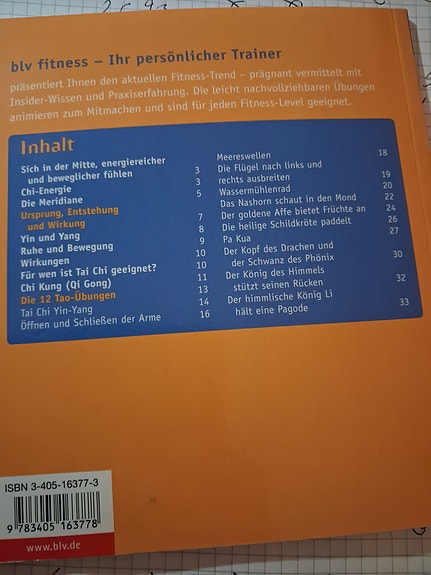 blv fitness – Ihr persönlicher Trainer
präsentiert Ihnen den aktuellen Fitness-Trend – prägnant vermittelt mit
Insider-Wissen und Praxiserfahrung. Die leicht nachvollziehbaren Übungen
animieren zum Mitmachen und sind für jeden Fitness-Level geeignet.
Inhalt
Sich in der Mitte, energiereicher
und beweglicher fühlen 3
Chi-Energie 3
Die Meridiane 5
Ursprung, Entstehung
und Wirkung 7
Yin und Yang 8
Ruhe und Bewegung 9
Wirkungen 10
Für wen ist Tai Chi geeignet? 10
Chi Kung (Qi Gong) 11
Die 12 Tao-Übungen 13
Tai Chi Yin-Yang 14
Öffnen und Schließen der Arme 16
Meereswellen 18
Die Flügel nach links und
rechts ausbreiten 19
Wassermühlenrad 20
Das Nashorn schaut in den Mond 22
Der goldene Affe bietet Früchte an 24
Die heilige Schildkröte paddelt 26
Pa Kua 27
Der Kopf des Drachen und
der Schwanz des Phönix 30
Der König des Himmels
stützt seinen Rücken 32
Der himmlische König Li
hält eine Pagode 33
ISBN 3-405-16377-3
9 783405 163778
www.blv.de